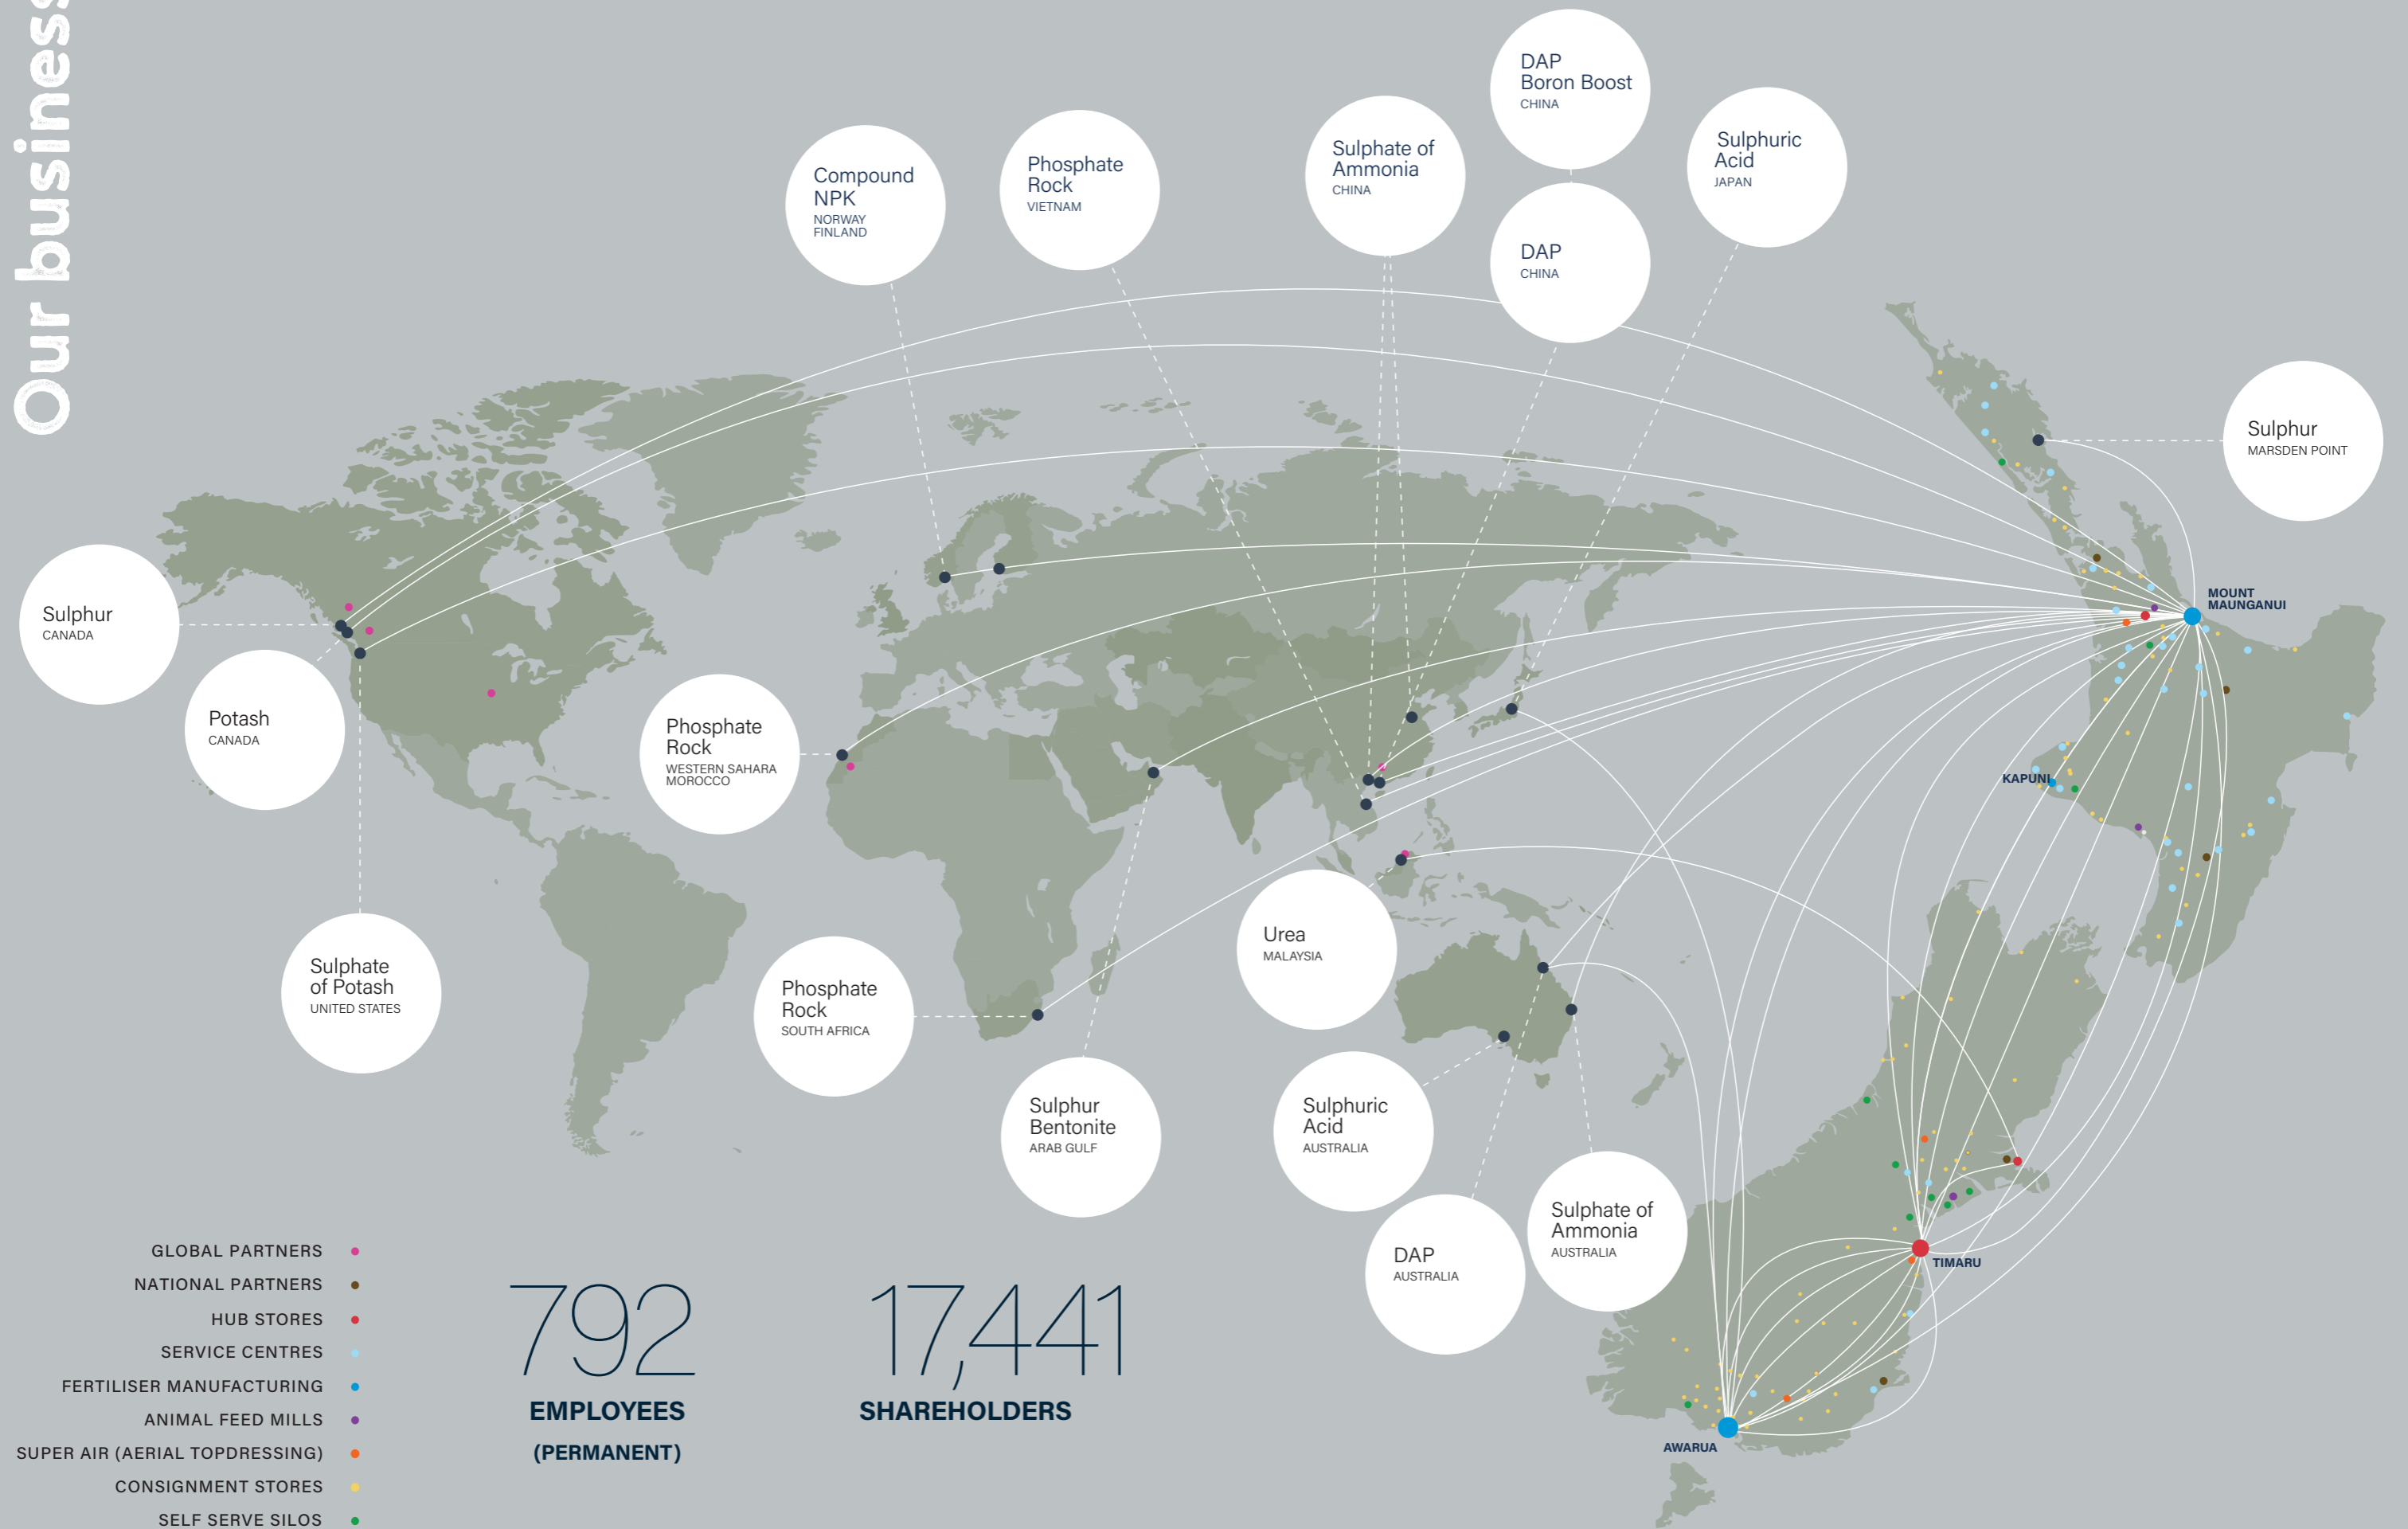 Our business
DAP
Boron Boost
CHINA
Compound
NPK
NORWAY
FINLAND
Phosphate
Rock
VIETNAM
Sulphate of
Ammonia
CHINA
DAP
CHINA
Sulphuric
Acid
JAPAN
Sulphur
MARSDEN POINT
Sulphur
CANADA
Potash
CANADA
Sulphate
of Potash
UNITED STATES
Phosphate
Rock
WESTERN SAHARA
MOROCCO
Phosphate
Rock
SOUTH AFRICA
Sulphur
Bentonite
ARAB GULF
Urea
MALAYSIA
Sulphuric
Acid
AUSTRALIA
DAP
AUSTRALIA
Sulphate of
Ammonia
AUSTRALIA
MOUNT
MAUNGANUI
KAPUNI
TIMARU
AWARUA
GLOBAL PARTNERS
NATIONAL PARTNERS
HUB STORES
SERVICE CENTRES
FERTILISER MANUFACTURING
ANIMAL FEED MILLS
SUPER AIR (AERIAL TOPDRESSING)
CONSIGNMENT STORES
SELF SERVE SILOS
792
EMPLOYEES
(PERMANENT)
17,441
SHAREHOLDERS